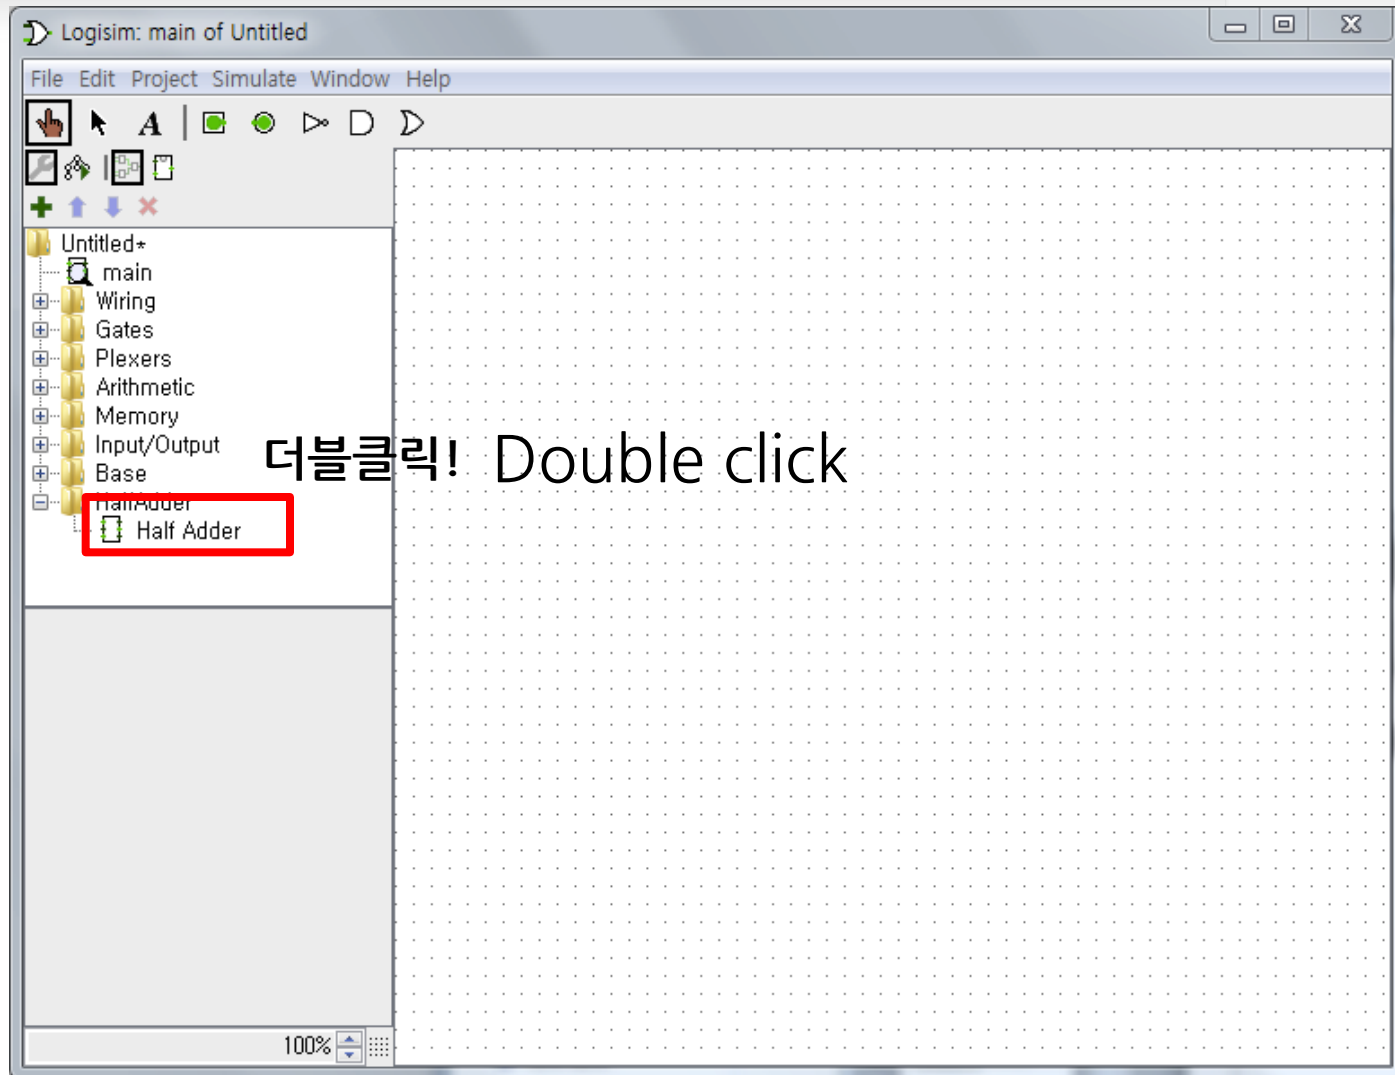 Logisim: main of Untitled
File Edit Project Simulate Window Help
A
Untitled*
main
Wiring
Gates
Plexers
Arithmetic
Memory
Input/Output
Base
더블클릭! Double click
HalfAdder
Half Adder
100%